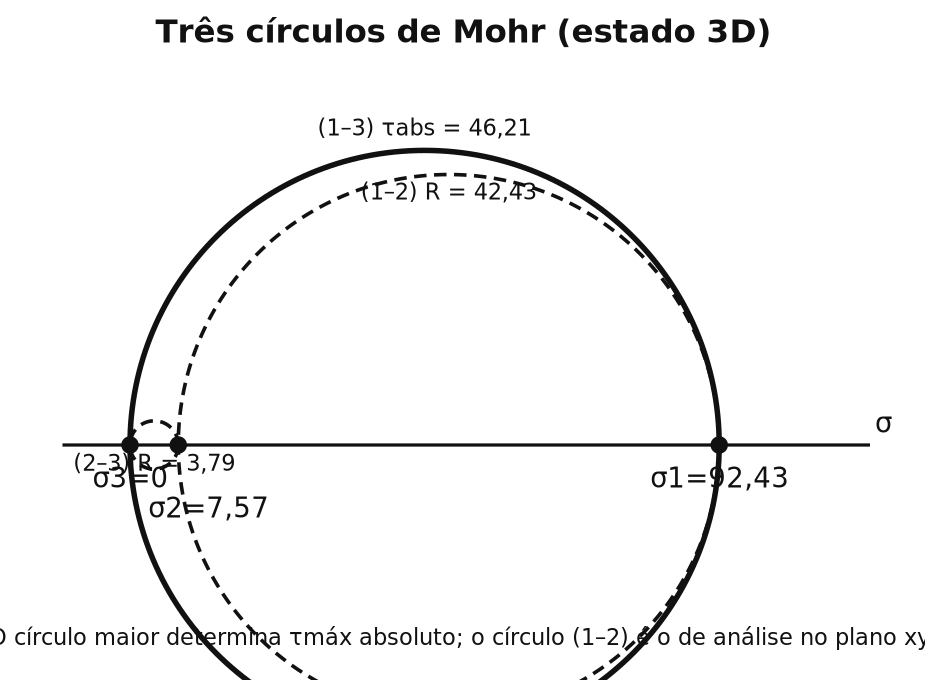 Três círculos de Mohr (estado 3D)
(1–3) τabs = 46,21
(1–2) R = 42,43
σ
(2–3) R = 3,79
σ3=0
σ1=92,43
σ2=7,57
O círculo maior determina τmáx absoluto; o círculo (1–2) é o de análise no plano xy